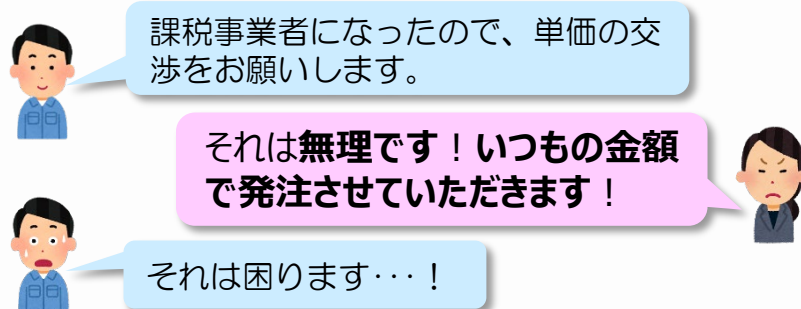 課税事業者になったので、単価の交
渉をお願いします。
それは無理です！いつもの金額
で発注させていただきます！
それは困ります･･･！